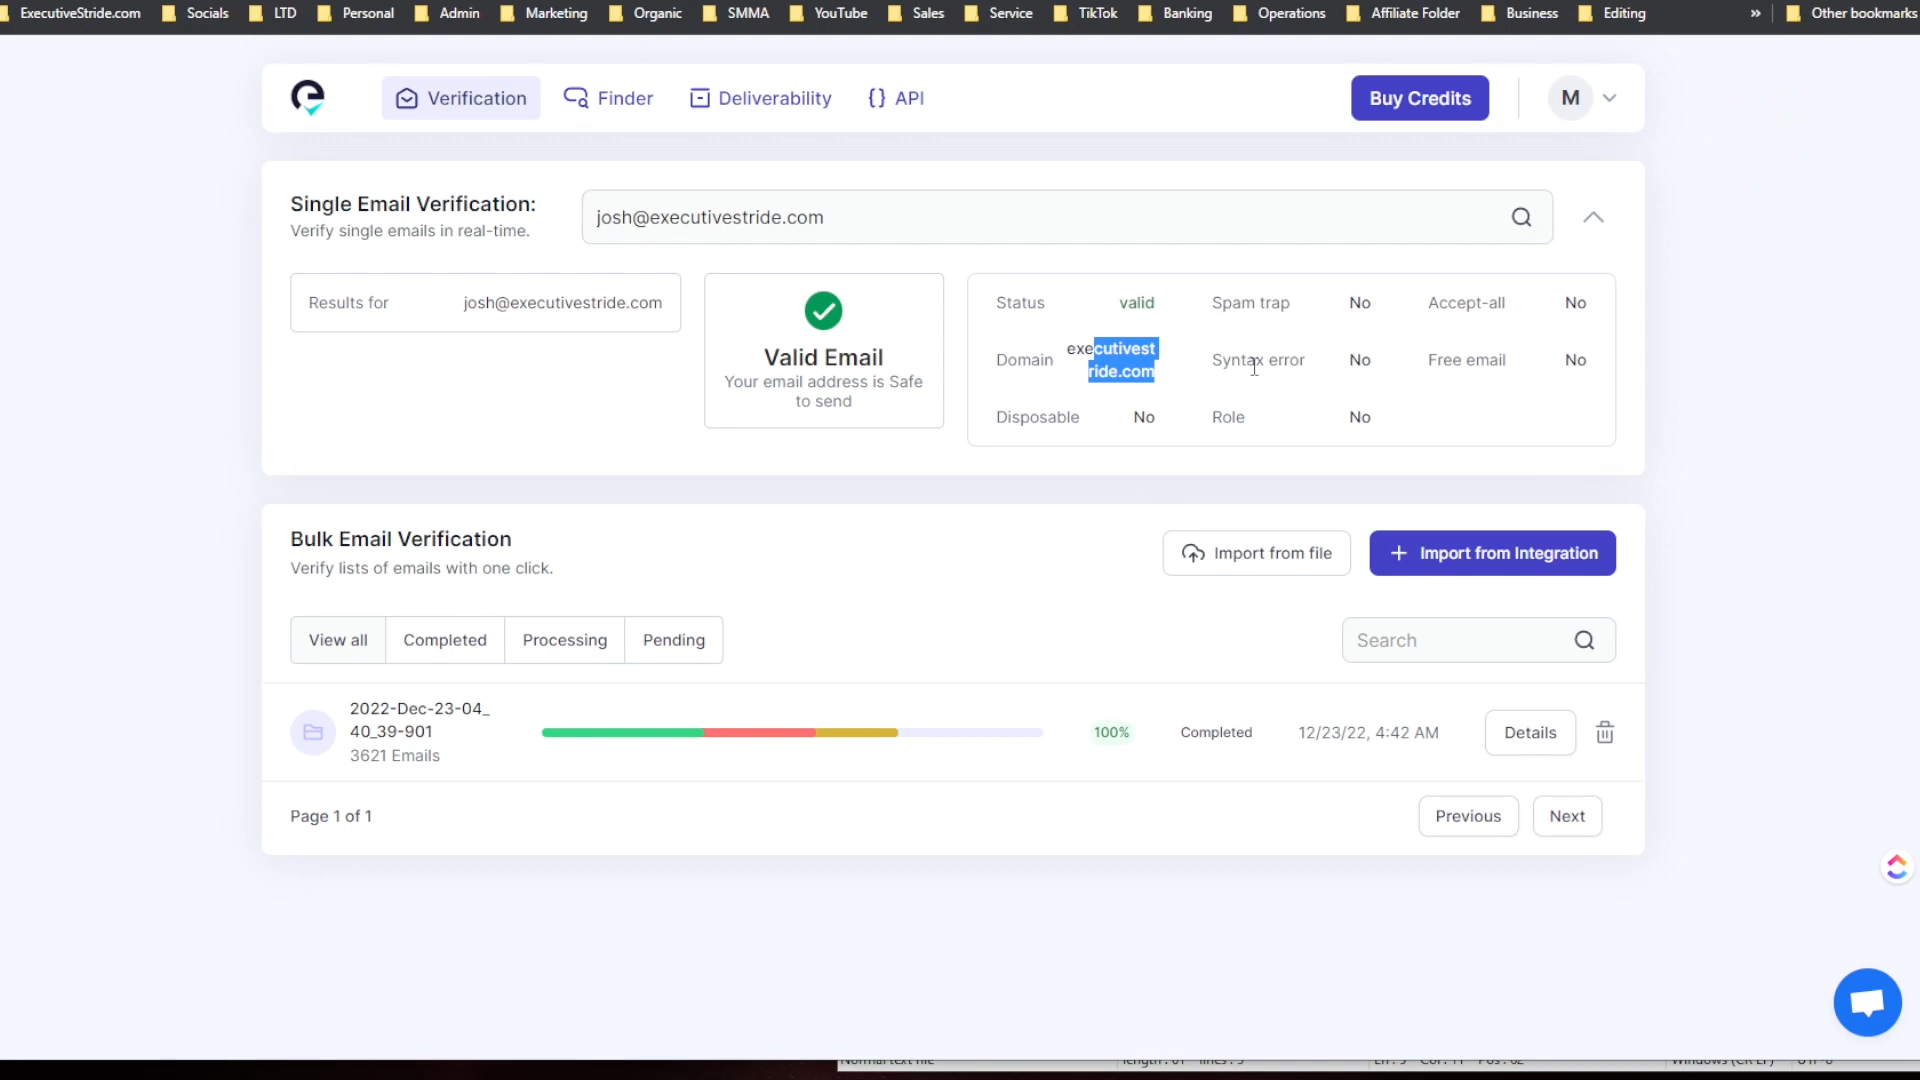 ExecutiveStride.com Socials LTD Personal Admin Marketing Organic SMMA YouTube Sales Service TikTok Banking Operations Affiliate Folder Business Editing » Other bookmarks
Verification Finder Deliverability {} API Buy Credits M
Single Email Verification:
Verify single emails in real-time.
josh@executivestride.com
Results for josh@executivestride.com
Valid Email
Your email address is Safe
to send
Status valid Spam trap No Accept-all No
Domain executivest
ride.com
Syntax error No Free email No
Disposable No Role No
Bulk Email Verification
Verify lists of emails with one click.
Import from file + Import from Integration
View all Completed Processing Pending Search
2022-Dec-23-04_
40_39-901
3621 Emails
100% Completed 12/23/22, 4:42 AM Details
Page 1 of 1 Previous Next